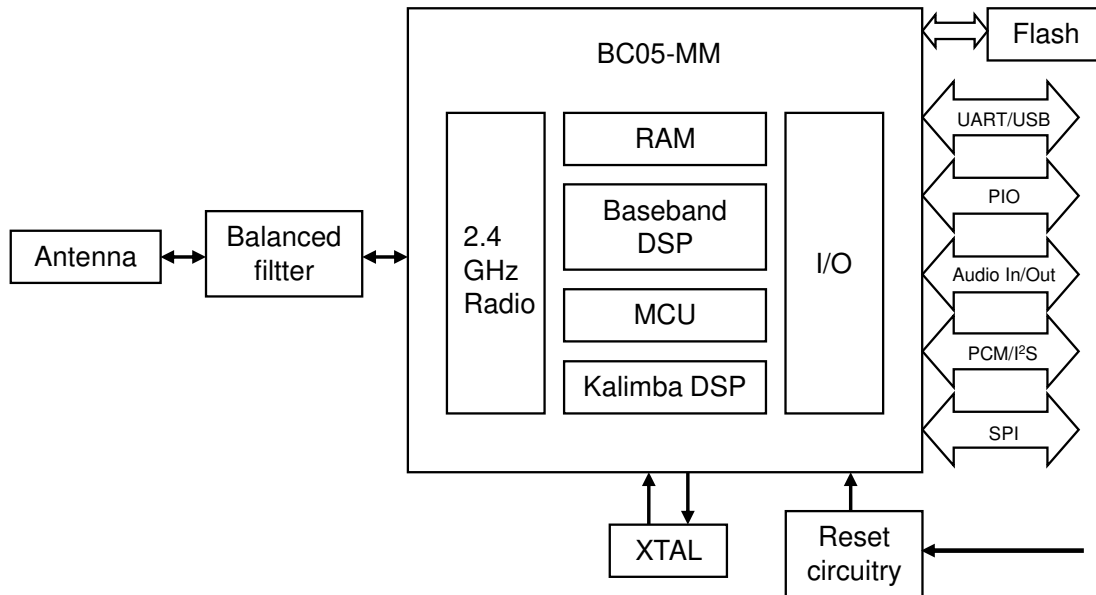 BC05-MM
Flash
RAM
UART/USB
Baseband
DSP
PIO
Antenna
Balanced
filtter
2.4
GHz
Radio
I/O
Audio In/Out
MCU
PCM/I²S
Kalimba DSP
SPI
XTAL
Reset
circuitry